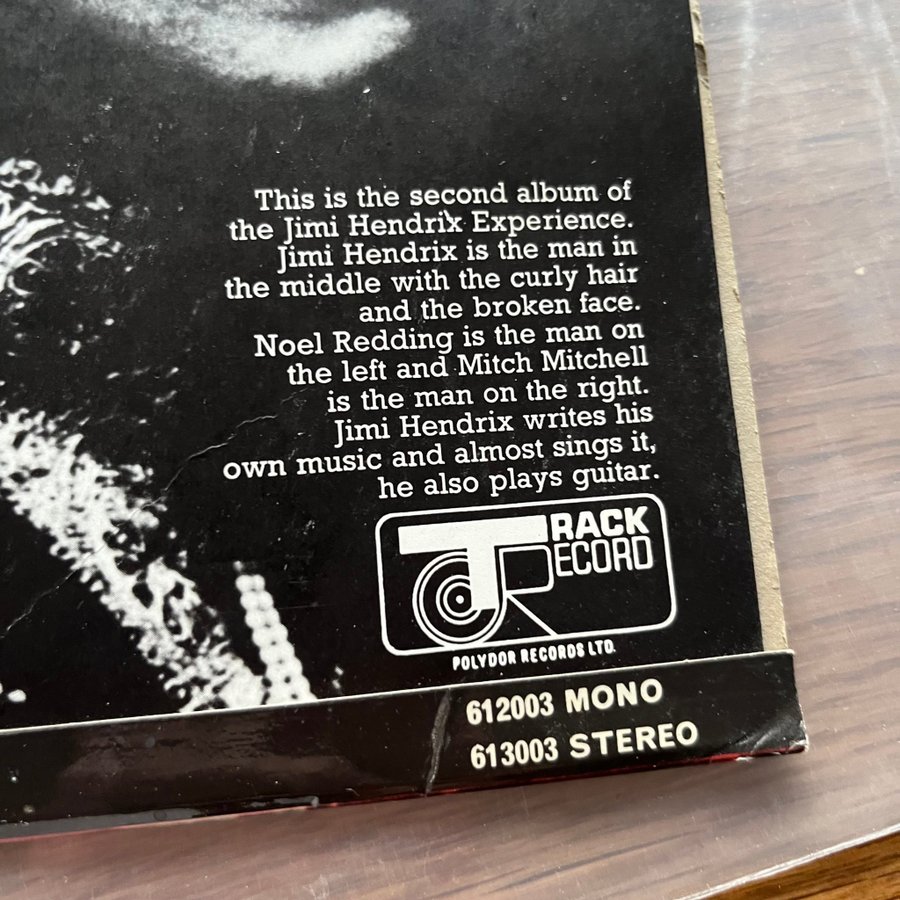 This is the second album of
the Jimi Hendrix Experience.
Jimi Hendrix is the man in
the middle with the curly hair
and the broken face.
Noel Redding is the man on
the left and Mitch Mitchell
is the man on the right.
Jimi Hendrix writes his
own music and almost sings it,
he also plays guitar.
TRACK
RECORD
POLYDOR RECORDS LTD.
612003 MONO
613003 STEREO